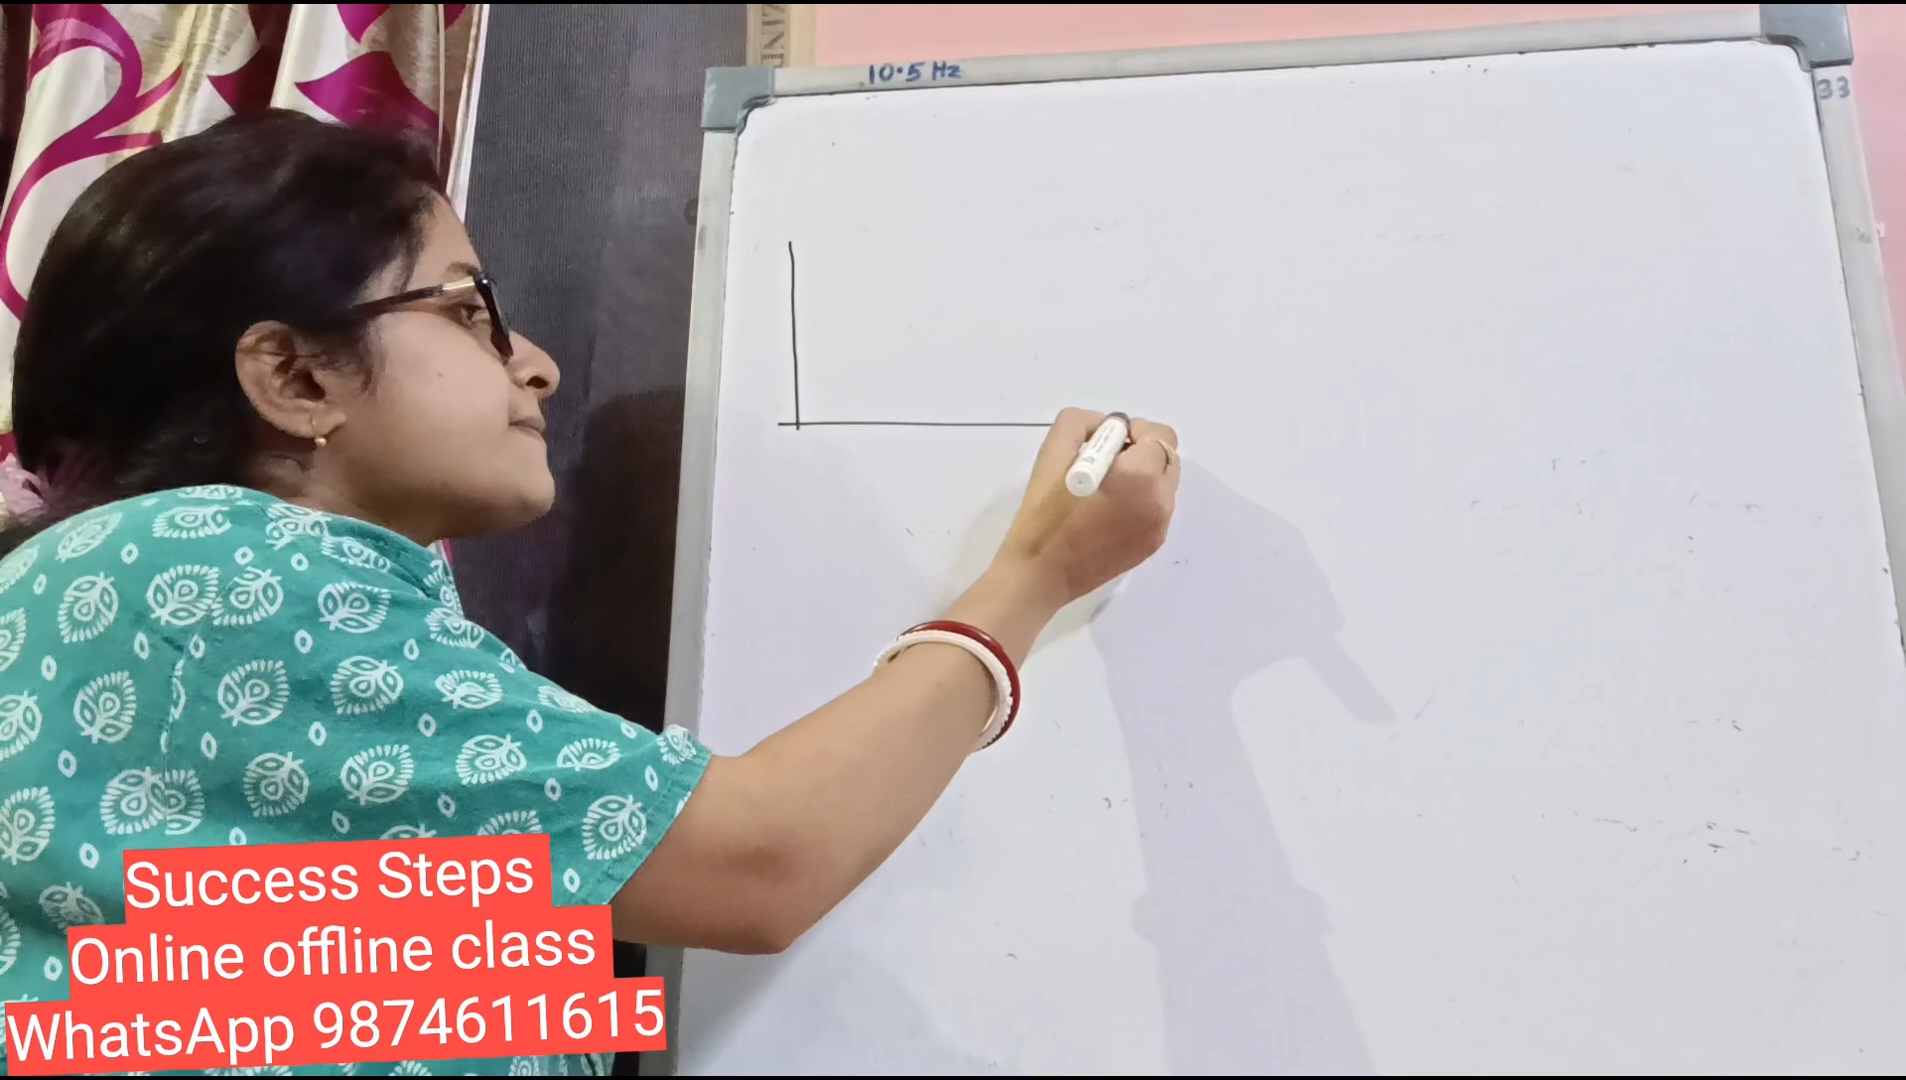 10.5 Hz
33
Success Steps
Online offline class
WhatsApp 9874611615